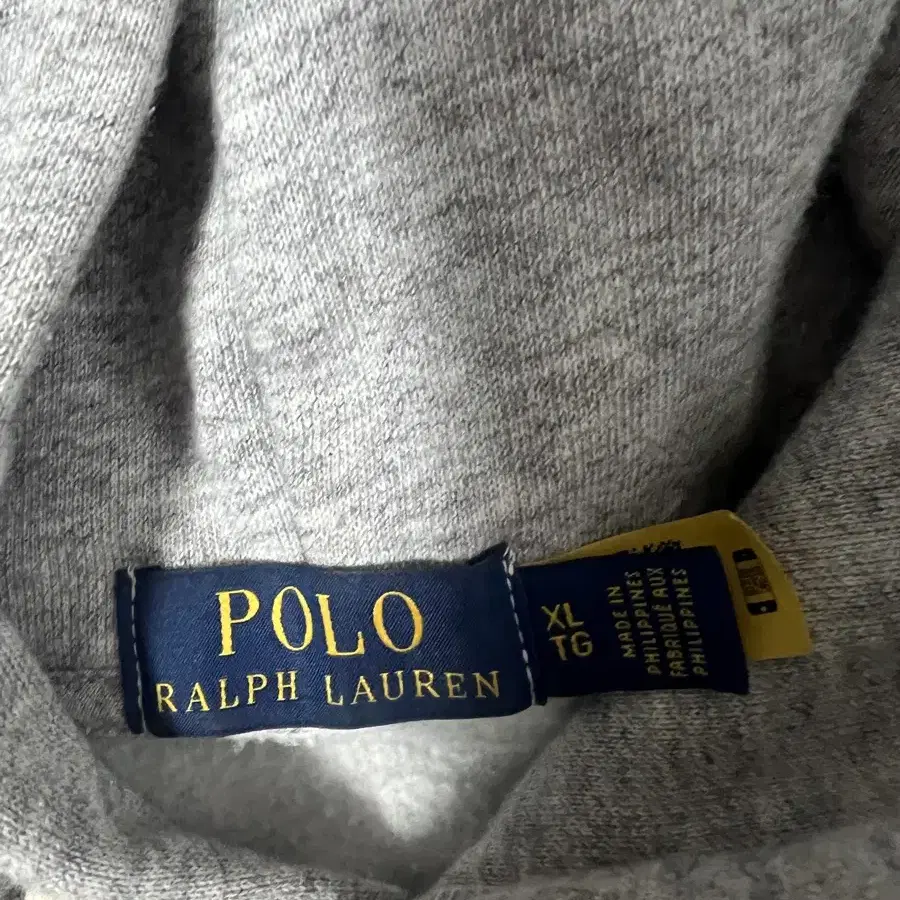 POLO
RALPH LAUREN
XL
TG
MADE IN
PHILIPPINES
FABRIQUÉ AUX
PHILIPPINES